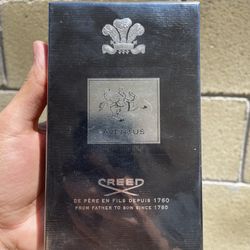 AVENTUS
CREED
DE PÈRE EN FILS DEPUIS 1760
FROM FATHER TO SON SINCE 1760